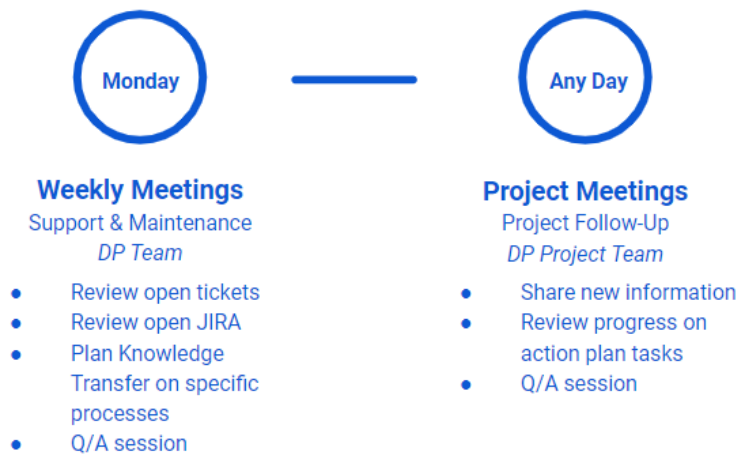 Monday
Any Day
Weekly Meetings
Support & Maintenance
DP Team
● Review open tickets
● Review open JIRA
● Plan Knowledge
Transfer on specific
processes
● Q/A session
Project Meetings
Project Follow-Up
DP Project Team
● Share new information
● Review progress on
action plan tasks
● Q/A session